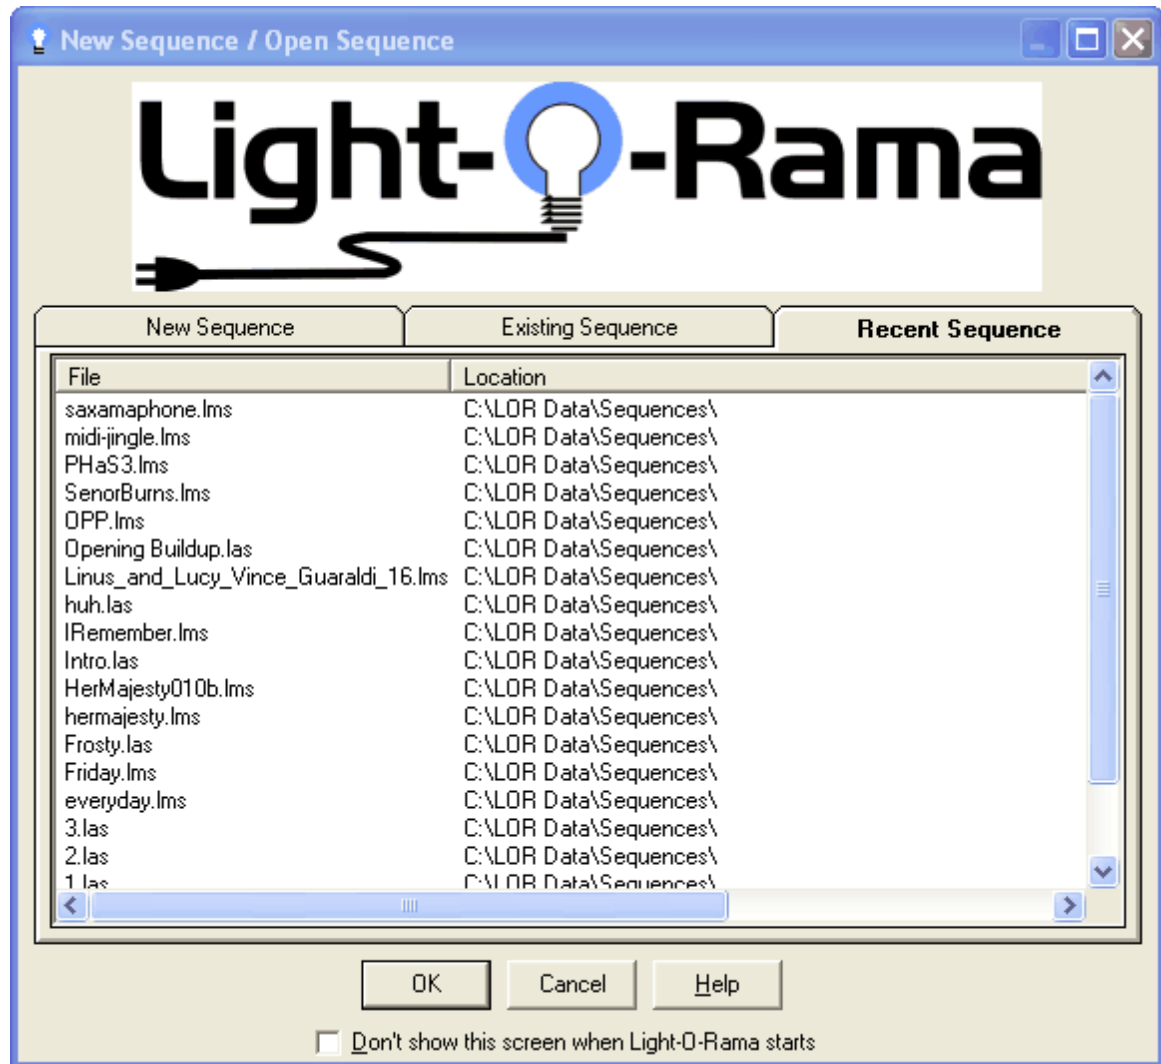 New Sequence / Open Sequence
Light-O-Rama
New Sequence Existing Sequence Recent Sequence
File Location
saxamaphone.lms C:\LOR Data\Sequences\
midi-jingle.lms C:\LOR Data\Sequences\
PHaS3.lms C:\LOR Data\Sequences\
SenorBurns.lms C:\LOR Data\Sequences\
OPP.lms C:\LOR Data\Sequences\
Opening Buildup.las C:\LOR Data\Sequences\
Linus_and_Lucy_Vince_Guaraldi_16.lms C:\LOR Data\Sequences\
huh.las C:\LOR Data\Sequences\
IRemember.lms C:\LOR Data\Sequences\
Intro.las C:\LOR Data\Sequences\
HerMajesty010b.lms C:\LOR Data\Sequences\
hermajesty.lms C:\LOR Data\Sequences\
Frosty.las C:\LOR Data\Sequences\
Friday.lms C:\LOR Data\Sequences\
everyday.lms C:\LOR Data\Sequences\
3.las C:\LOR Data\Sequences\
2.las C:\LOR Data\Sequences\
1.las C:\LOR Data\Sequences\
OK Cancel Help
Don't show this screen when Light-O-Rama starts